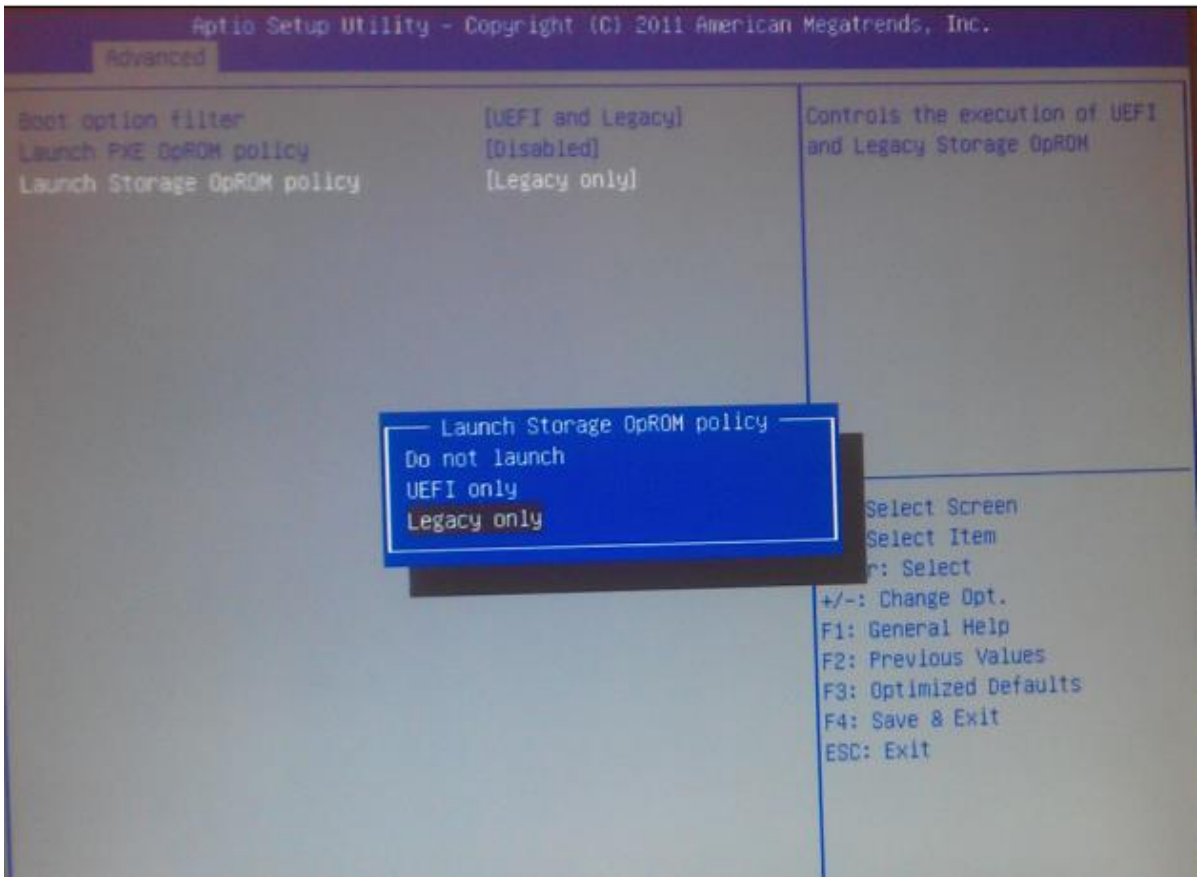 Aptio Setup Utility - Copyright (C) 2011 American Megatrends, Inc.
Advanced
Boot option filter [UEFI and Legacy]
Launch PXE OpROM policy [Disabled]
Launch Storage OpROM policy [Legacy only]
Controls the execution of UEFI
and Legacy Storage OpROM
Launch Storage OpROM policy
Do not launch
UEFI only
Legacy only
Select Screen
Select Item
r: Select
+/-: Change Opt.
F1: General Help
F2: Previous Values
F3: Optimized Defaults
F4: Save & Exit
ESC: Exit